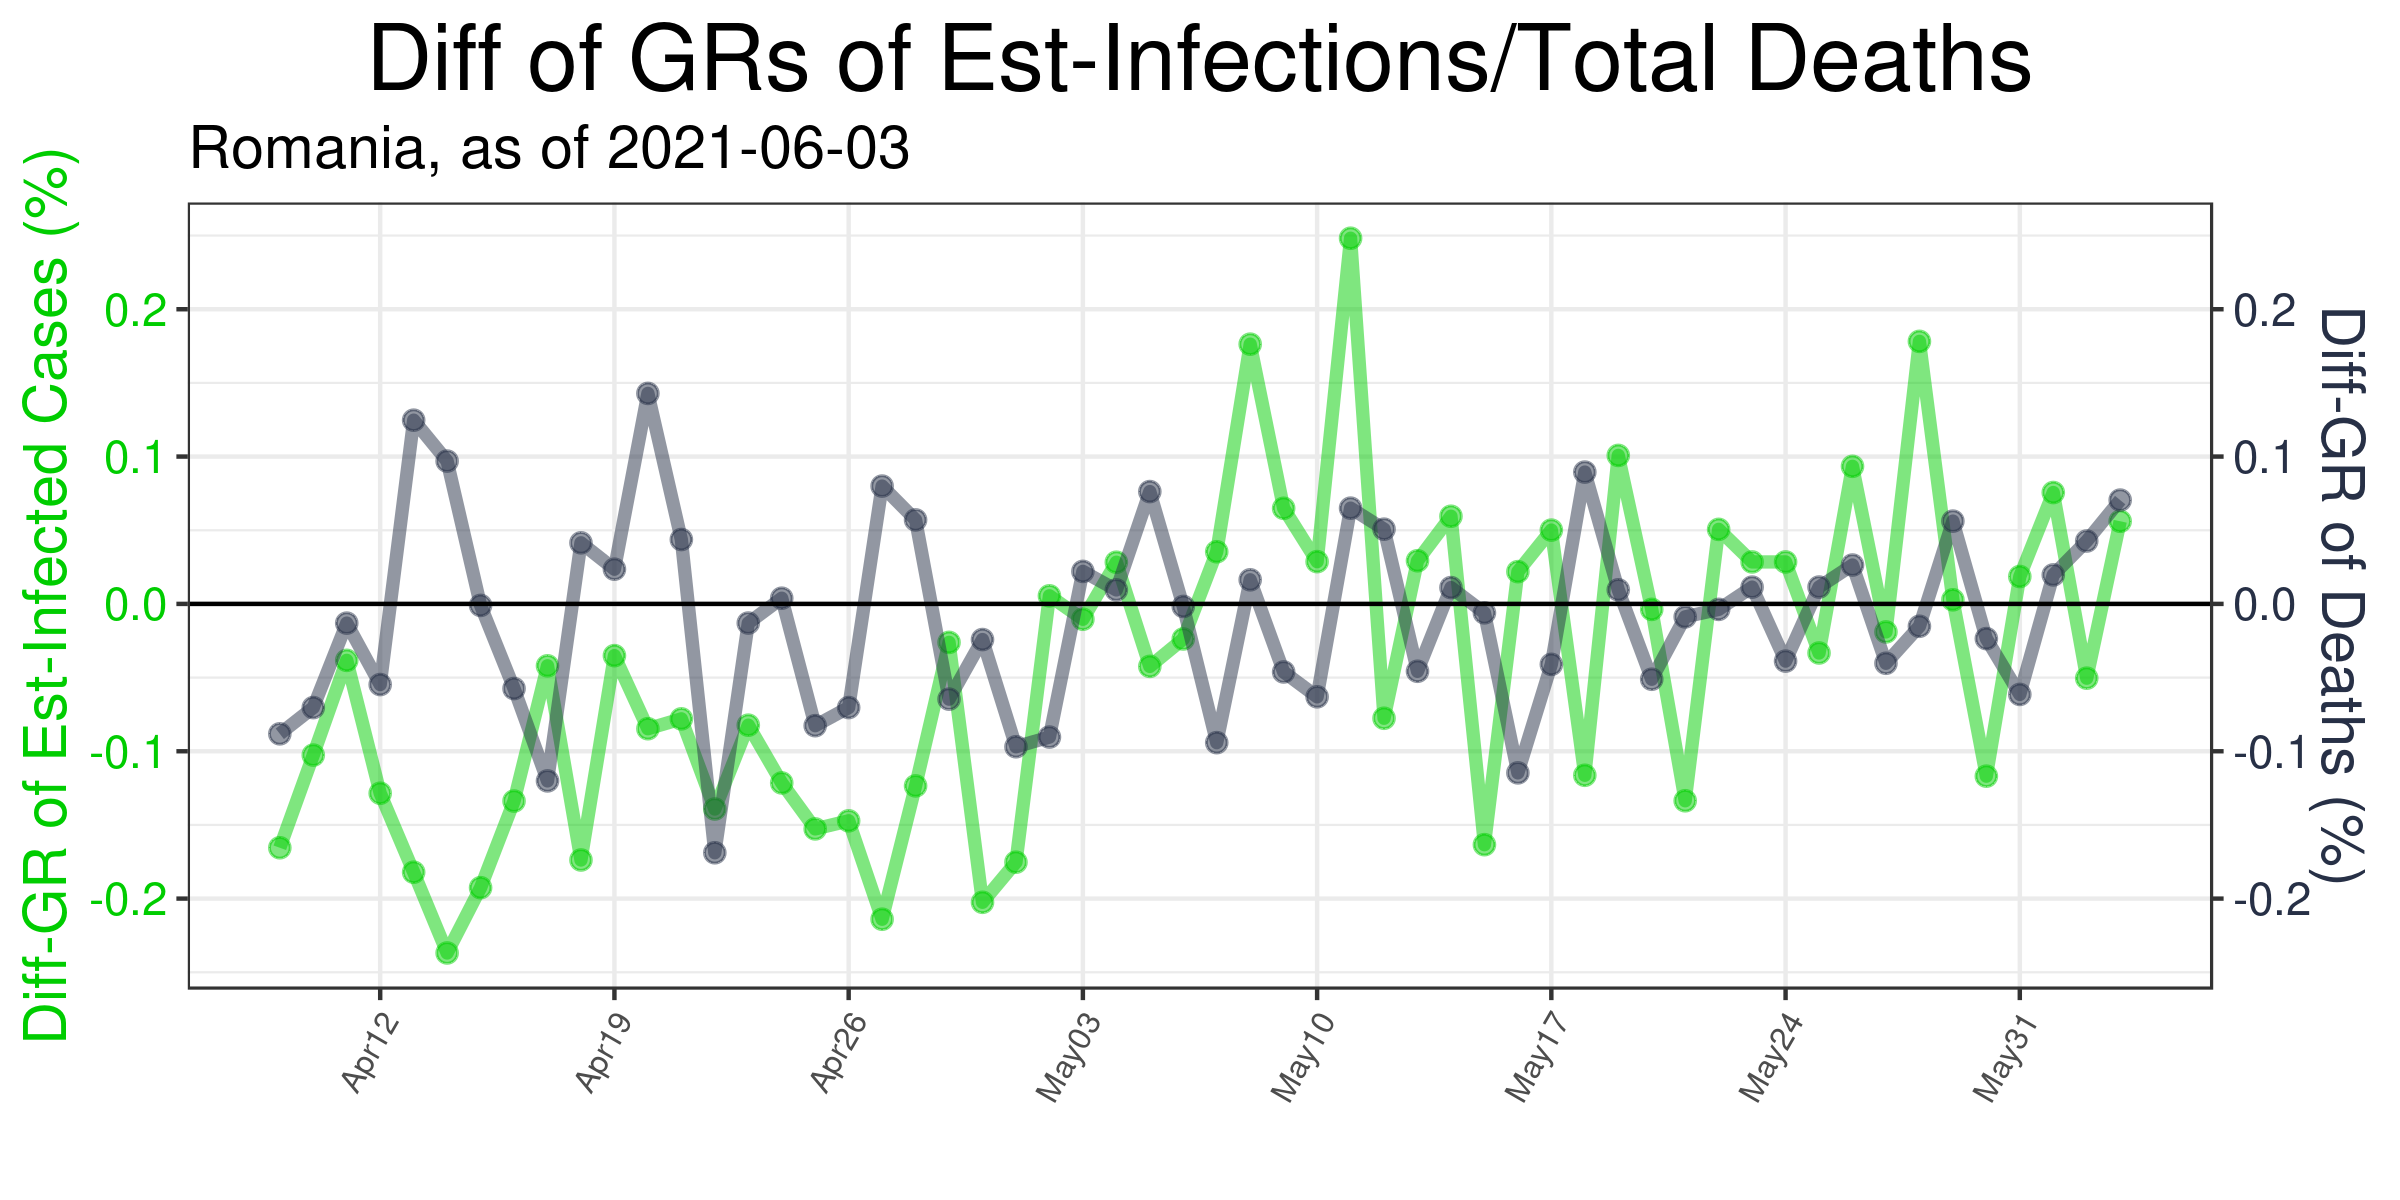 Diff of GRs of Est-Infections/Total Deaths
Romania, as of 2021-06-03
Diff-GR of Est-Infected Cases (%)
0.2
0.1
0.0
-0.1
-0.2
0.2
0.1
0.0
-0.1
-0.2
Diff-GR of Deaths (%)
Apr12
Apr19
Apr26
May03
May10
May17
May24
May31